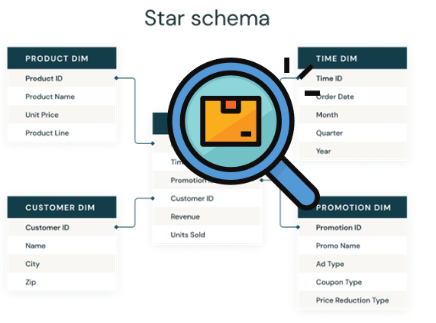 Star schema
PRODUCT DIM
Product ID
Product Name
Unit Price
Product Line
TIME DIM
Time ID
Order Date
Month
Quarter
Year
Promotion
Customer ID
Revenue
Units Sold
CUSTOMER DIM
Customer ID
Name
City
Zip
PROMOTION DIM
Promotion ID
Promo Name
Ad Type
Coupon Type
Price Reduction Type